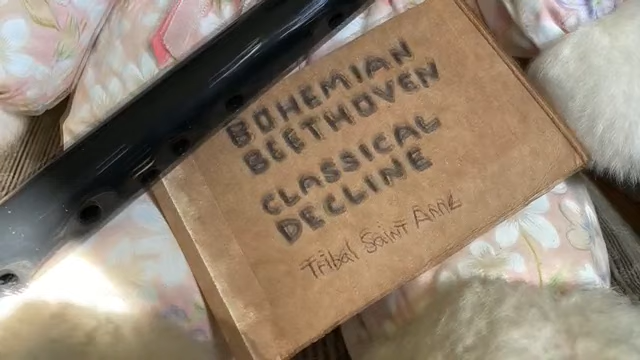 BOHEMIAN
BEETHOVEN
CLASSICAL
DECLINE
Tribal Saint Anne